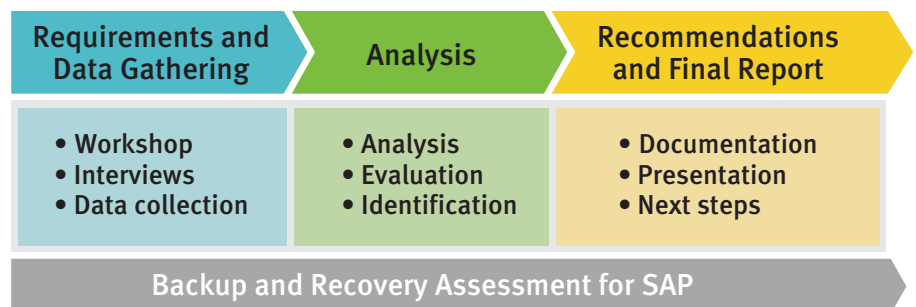 Requirements and
Data Gathering
Analysis
Recommendations
and Final Report
• Workshop
• Interviews
• Data collection
• Analysis
• Evaluation
• Identification
• Documentation
• Presentation
• Next steps
Backup and Recovery Assessment for SAP